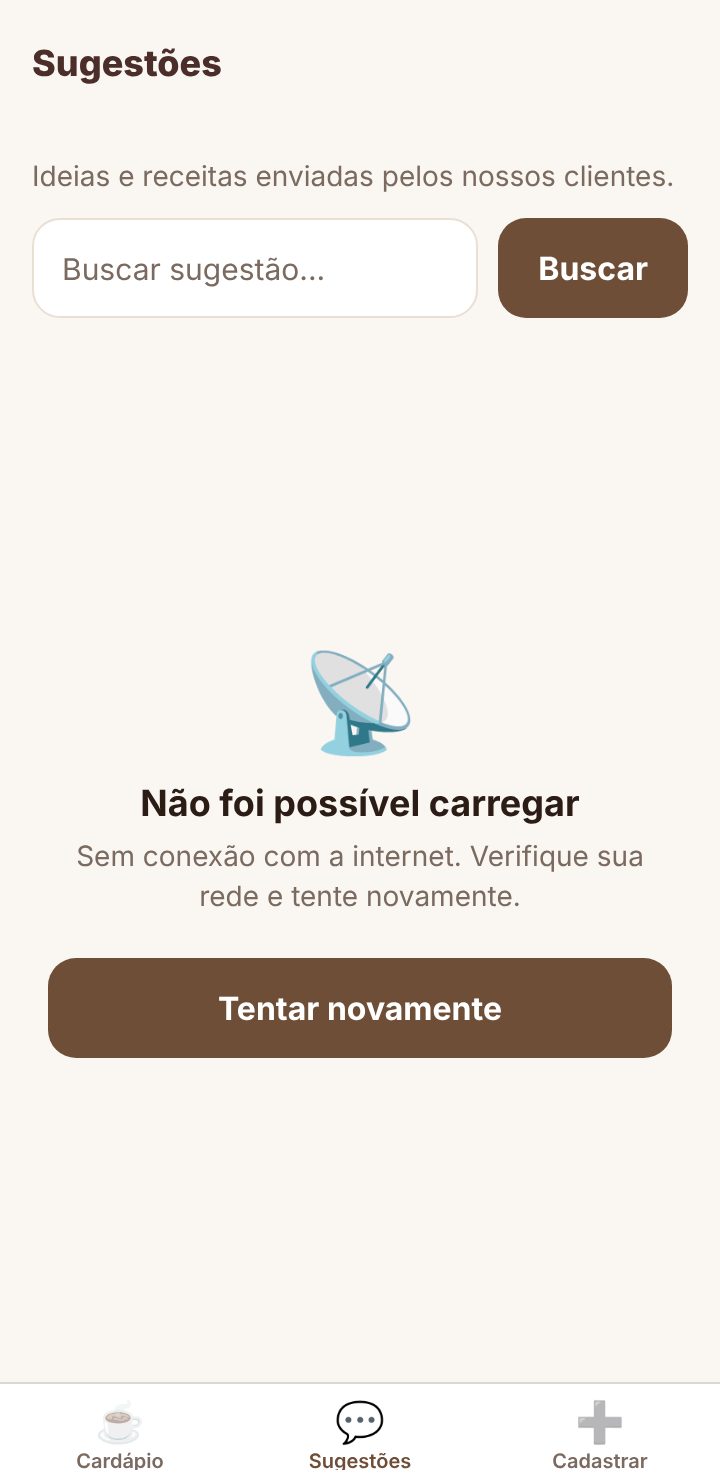 Sugestões
Ideias e receitas enviadas pelos nossos clientes.
Buscar sugestão...
Buscar
Não foi possível carregar
Sem conexão com a internet. Verifique sua
rede e tente novamente.
Tentar novamente
Cardápio
Sugestões
Cadastrar